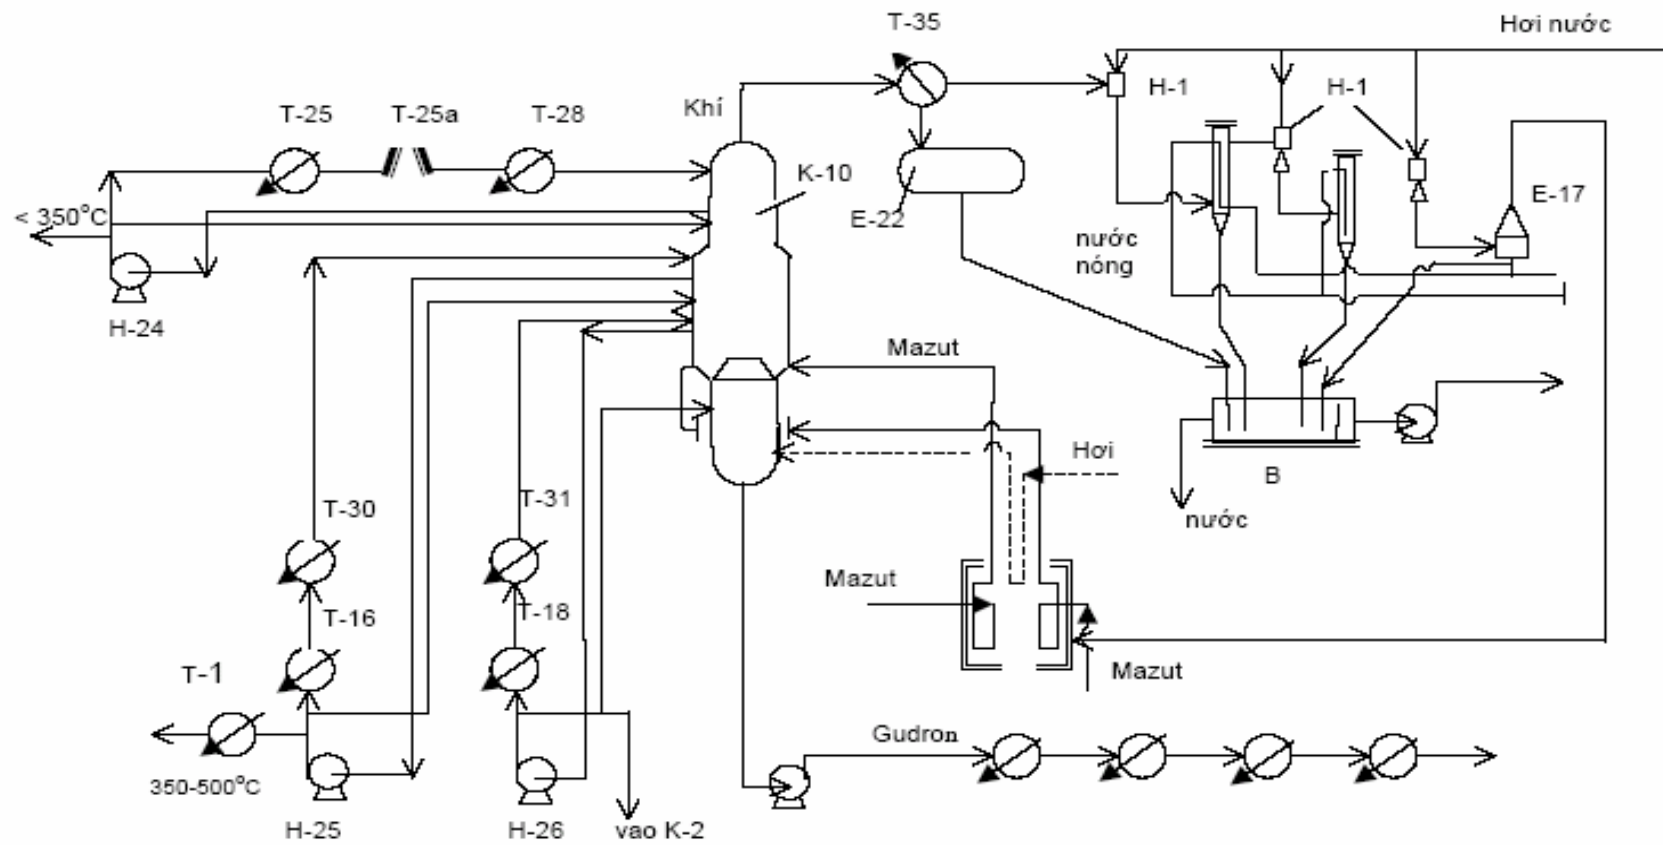 T-35
Hơi nước
T-25
T-25a
T-28
Khí
H-1
H-1
K-10
E-17
< 350°C
E-22
nước
nóng
H-24
Mazut
Hơi
B
nước
T-30
T-31
Mazut
T-16
T-18
T-1
Mazut
Gudron
350-500°C
H-25
H-26
vao K-2